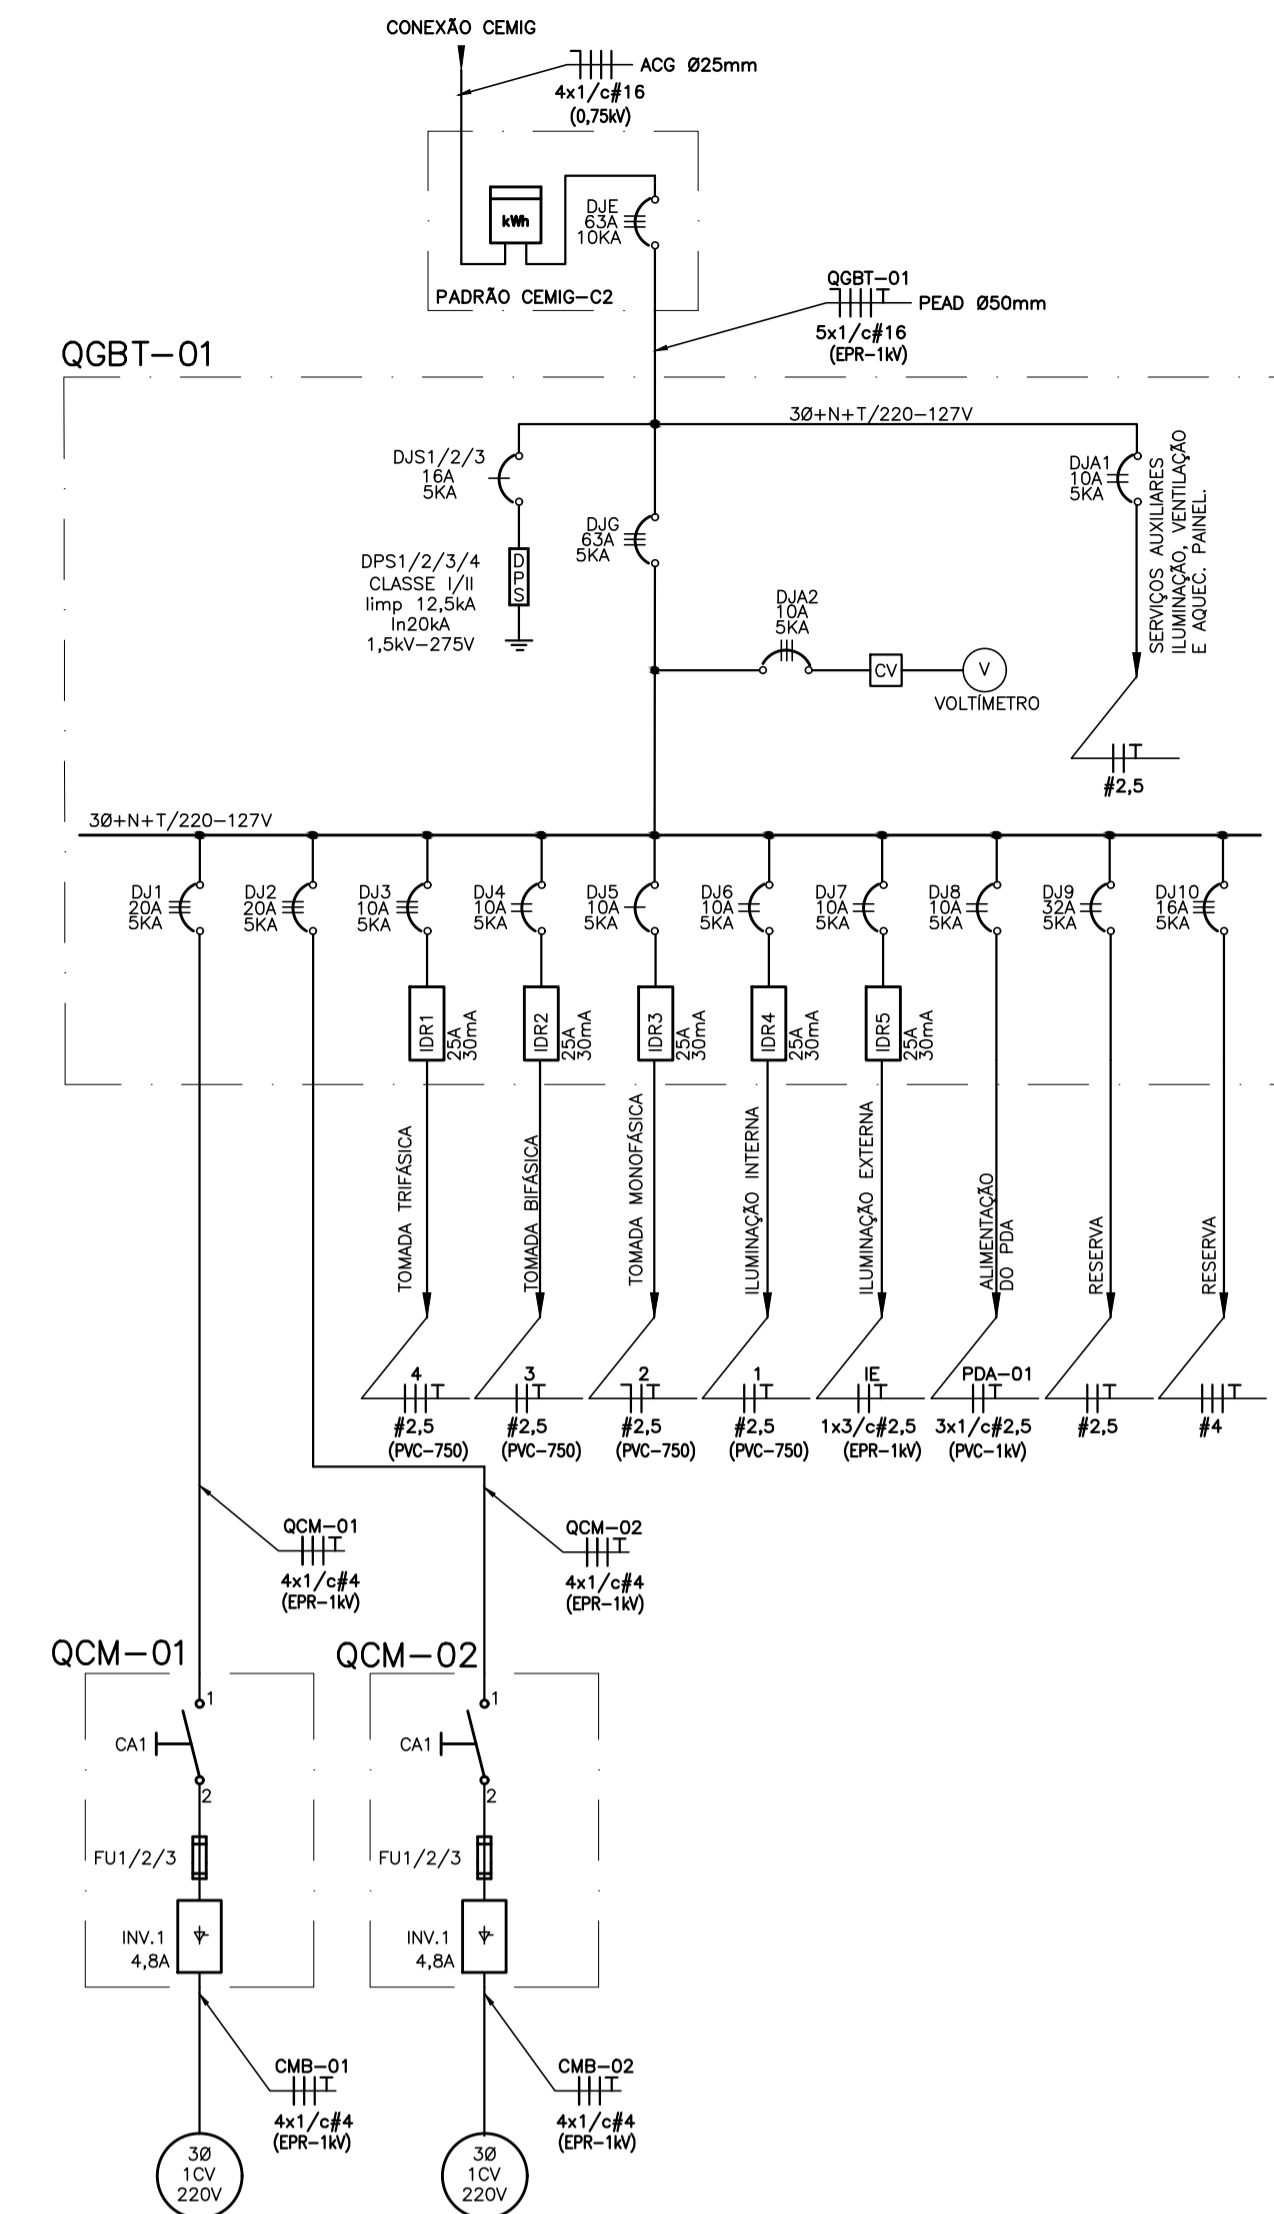 CONEXÃO CEMIG
ACG Ø25mm
4x1/c#16
(0,75kV)
kWh
DJE
63A
10KA
PADRÃO CEMIG-C2
QGBT-01
T
PEAD Ø50mm
5x1/c#16
(EPR-1kV)
QGBT-01
3Ø+N+T/220-127V
DJS1/2/3
16A
5KA
DPS1/2/3/4
CLASSE I/II
Iimp 12,5kA
In20kA
1,5kV-275V
DPS
DJG
63A
5KA
DJA2
10A
5KA
CV
V
VOLTÍMETRO
DJA1
10A
5KA
SERVIÇOS AUXILIARES
ILUMINAÇÃO, VENTILAÇÃO
E AQUEC. PAINEL.
T
#2,5
3Ø+N+T/220-127V
DJ1
20A
5KA
DJ2
20A
5KA
DJ3
10A
5KA
DJ4
10A
5KA
DJ5
10A
5KA
DJ6
10A
5KA
DJ7
10A
5KA
DJ8
10A
5KA
DJ9
32A
5KA
DJ10
16A
5KA
IDR1
25A
30mA
IDR2
25A
30mA
IDR3
25A
30mA
IDR4
25A
30mA
IDR5
25A
30mA
TOMADA TRIFÁSICA
TOMADA BIFÁSICA
TOMADA MONOFÁSICA
ILUMINAÇÃO INTERNA
ILUMINAÇÃO EXTERNA
ALIMENTAÇÃO
DO PDA
RESERVA
RESERVA
4
T
#2,5
(PVC-750)
3
T
#2,5
(PVC-750)
2
T
#2,5
(PVC-750)
1
T
#2,5
(PVC-750)
IE
T
1x3/c#2,5
(EPR-1kV)
PDA-01
T
3x1/c#2,5
(PVC-1kV)
T
#2,5
T
#4
QCM-01
T
4x1/c#4
(EPR-1kV)
QCM-02
T
4x1/c#4
(EPR-1kV)
QCM-01
1
CA1
2
FU1/2/3
INV.1
4,8A
CMB-01
T
4x1/c#4
(EPR-1kV)
3Ø
1CV
220V
QCM-02
1
CA1
2
FU1/2/3
INV.1
4,8A
CMB-02
T
4x1/c#4
(EPR-1kV)
3Ø
1CV
220V